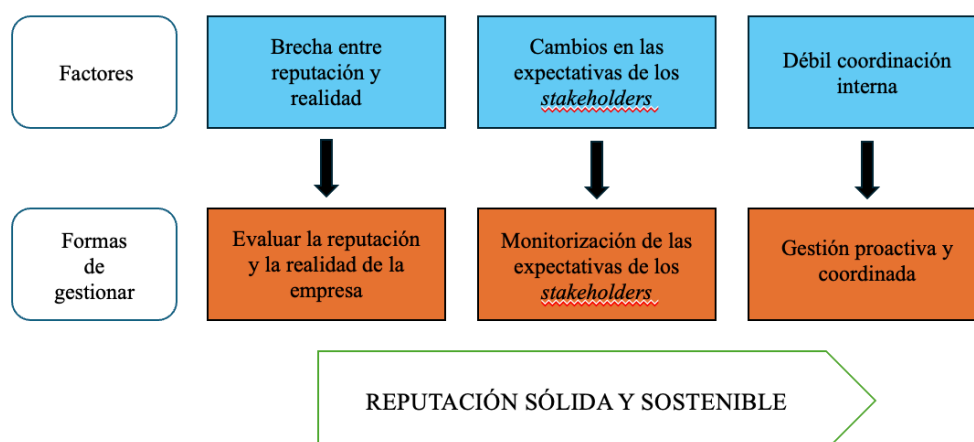 Factores
Brecha entre
reputación y
realidad
Cambios en las
expectativas de los
stakeholders
Débil coordinación
interna
Formas
de
gestionar
Evaluar la reputación
y la realidad de la
empresa
Monitorización de las
expectativas de los
stakeholders
Gestión proactiva y
coordinada
REPUTACIÓN SÓLIDA Y SOSTENIBLE